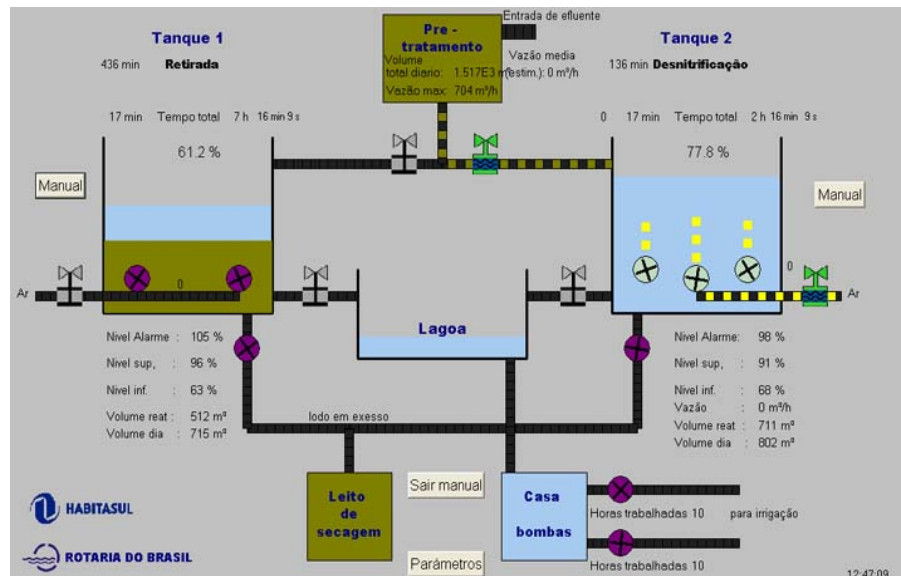 Entrada de efluente
Tanque 1
Pre -
tratamento
Tanque 2
436 min Retirada
Volume
total diario: 1.517E3 m³
Vazão max: 704 m³/h
Vazão media
(estim.): 0 m³/h
136 min Desnitrificação
17 min Tempo total 7 h 16 min 9 s
0 17 min Tempo total 2 h 16 min 9 s
61.2 %
77.8 %
Manual
Manual
Ar
0
0
Ar
Lagoa
Nivel Alarme : 105 %
Nivel sup, : 96 %
Nivel inf. : 63 %
Volume reat : 512 m³
Volume dia : 715 m³
Nivel Alarme: 98 %
Nivel sup, : 91 %
Nivel inf. : 68 %
Vazão : 0 m³/h
Volume reat : 711 m³
Volume dia : 802 m³
lodo em exesso
Leito
de
secagem
Sair manual
Parâmetros
Casa
bombas
Horas trabalhadas 10 para irrigação
Horas trabalhadas 10
HABITASUL
ROTARIA DO BRASIL
12:47:09